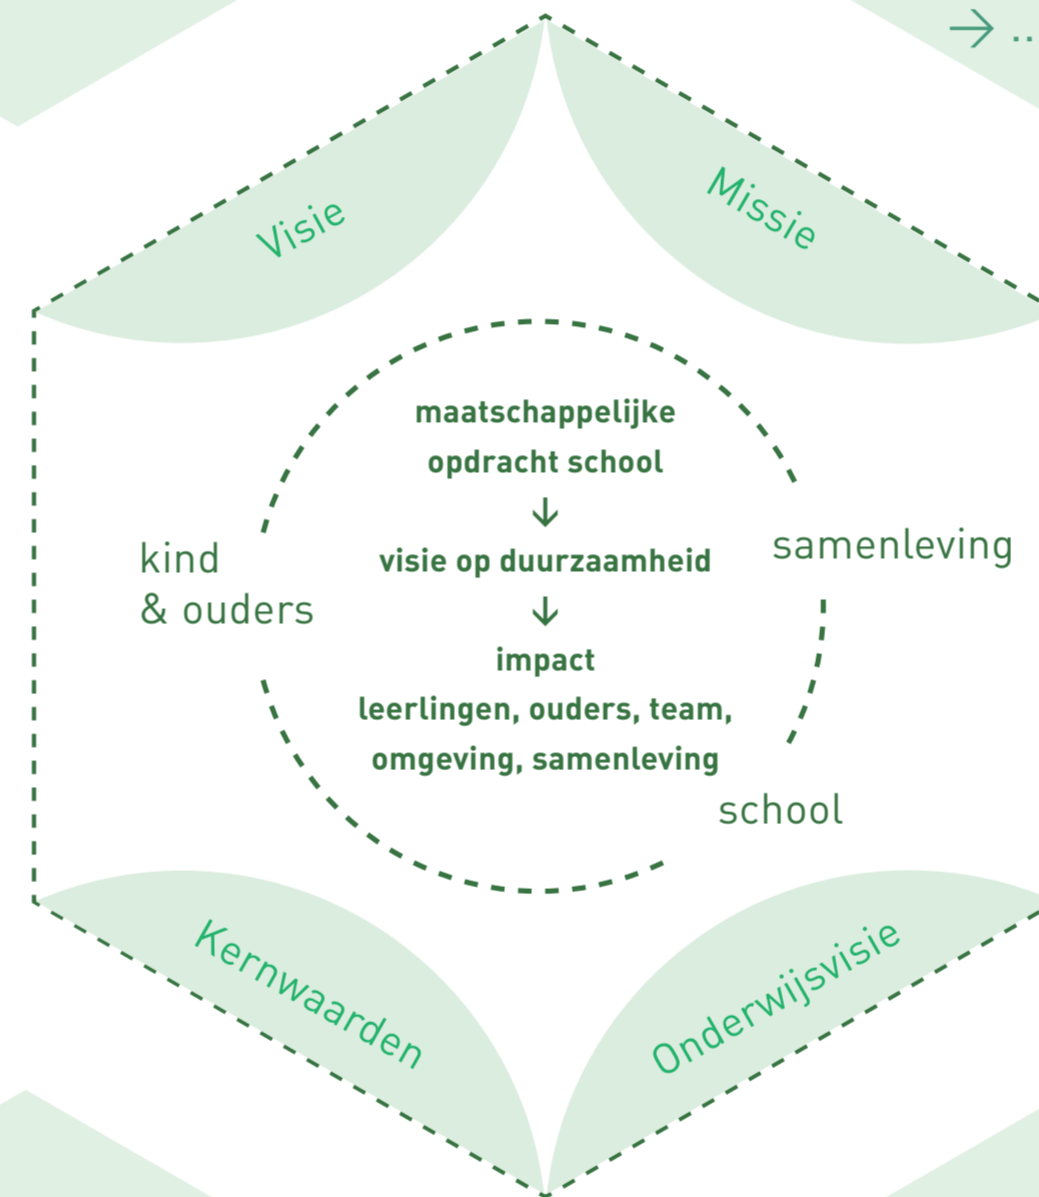 → ..
Visie
Missie
maatschappelijke
opdracht school
↓
visie op duurzaamheid
↓
impact
leerlingen, ouders, team,
omgeving, samenleving
kind
& ouders
samenleving
school
Kernwaarden
Onderwijsvisie